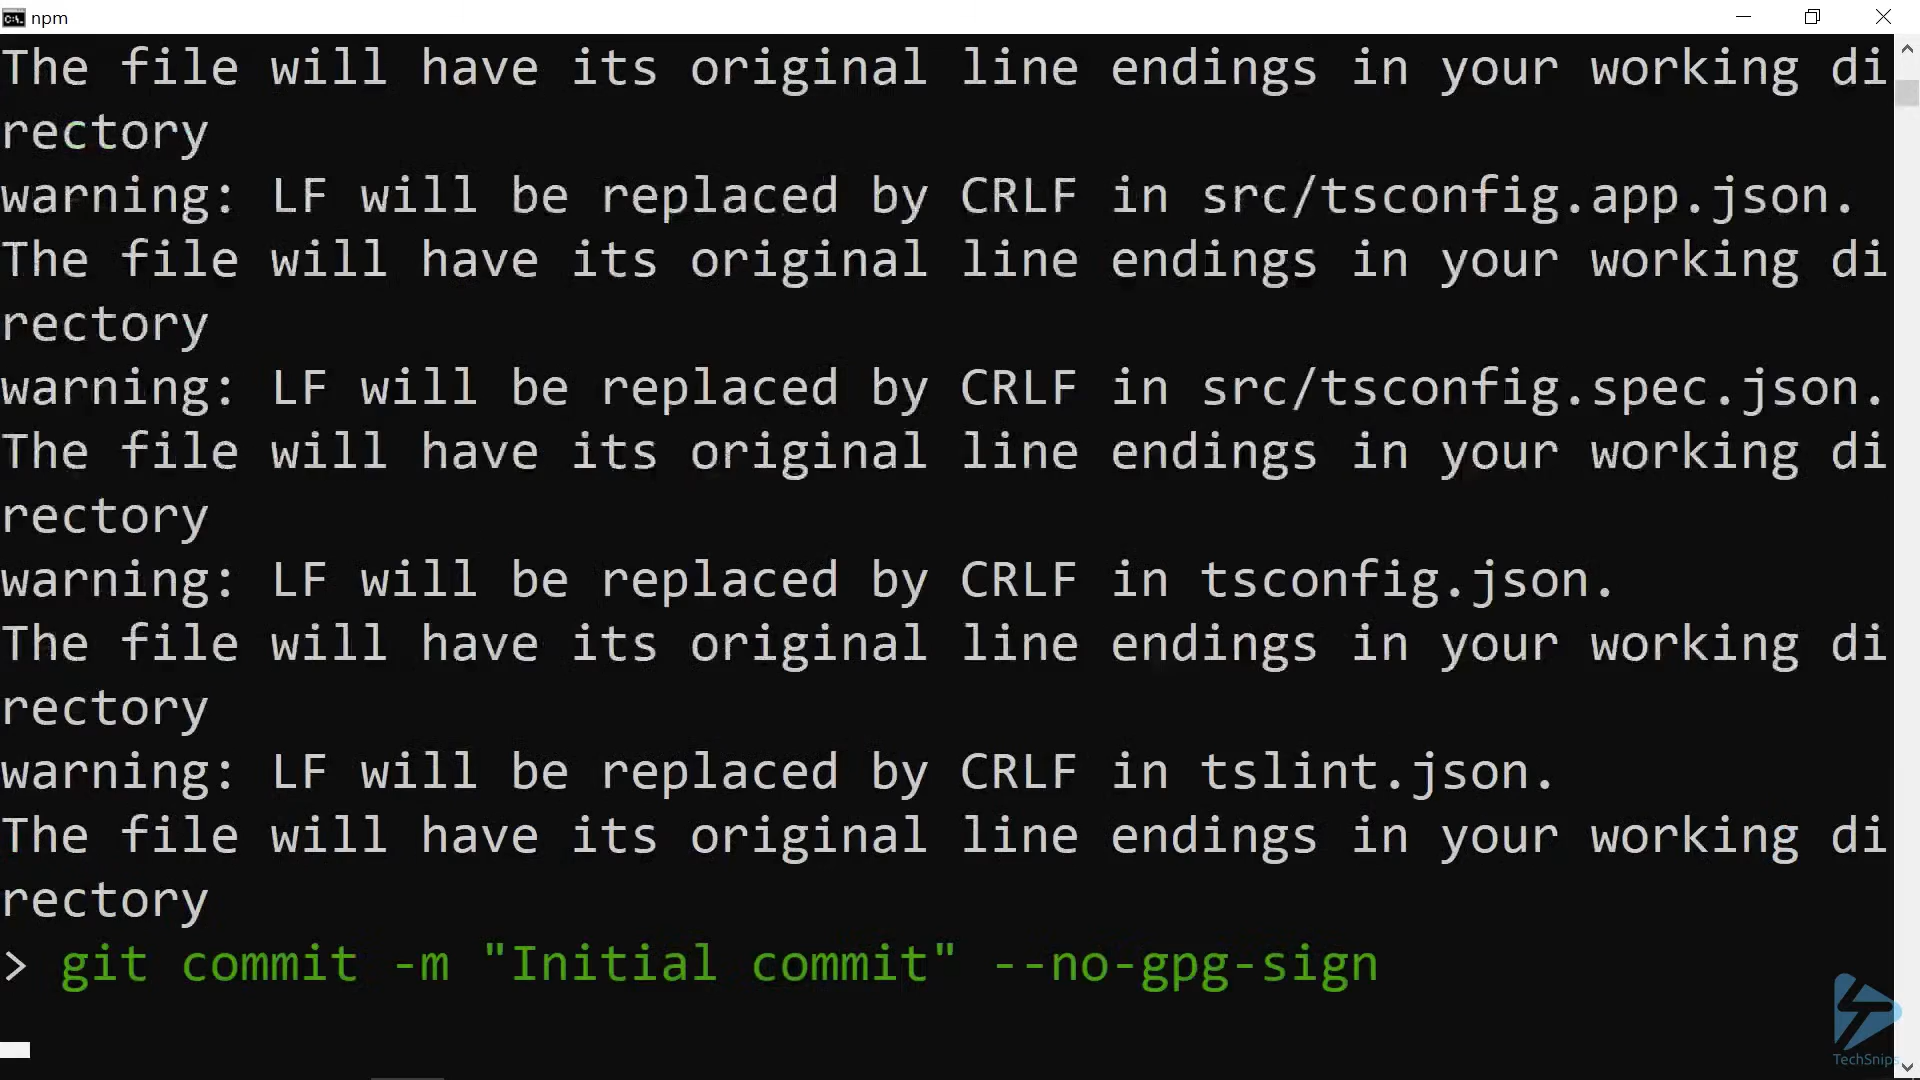 npm
The file will have its original line endings in your working di
rectory
warning: LF will be replaced by CRLF in src/tsconfig.app.json.
The file will have its original line endings in your working di
rectory
warning: LF will be replaced by CRLF in src/tsconfig.spec.json.
The file will have its original line endings in your working di
rectory
warning: LF will be replaced by CRLF in tsconfig.json.
The file will have its original line endings in your working di
rectory
warning: LF will be replaced by CRLF in tslint.json.
The file will have its original line endings in your working di
rectory
> git commit -m "Initial commit" --no-gpg-sign
TechSnips